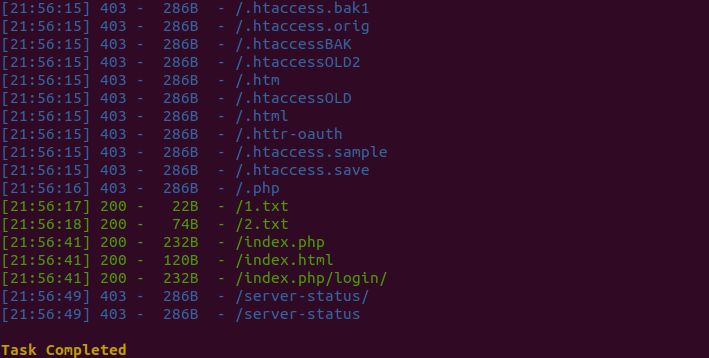 [21:56:15] 403 -  286B  - /.htaccess.bak1
[21:56:15] 403 -  286B  - /.htaccess.orig
[21:56:15] 403 -  286B  - /.htaccessBAK
[21:56:15] 403 -  286B  - /.htaccessOLD2
[21:56:15] 403 -  286B  - /.htm
[21:56:15] 403 -  286B  - /.htaccessOLD
[21:56:15] 403 -  286B  - /.html
[21:56:15] 403 -  286B  - /.httr-oauth
[21:56:15] 403 -  286B  - /.htaccess.sample
[21:56:15] 403 -  286B  - /.htaccess.save
[21:56:16] 403 -  286B  - /.php
[21:56:17] 200 -   22B  - /1.txt
[21:56:18] 200 -   74B  - /2.txt
[21:56:41] 200 -  232B  - /index.php
[21:56:41] 200 -  120B  - /index.html
[21:56:41] 200 -  232B  - /index.php/login/
[21:56:49] 403 -  286B  - /server-status/
[21:56:49] 403 -  286B  - /server-status
Task Completed